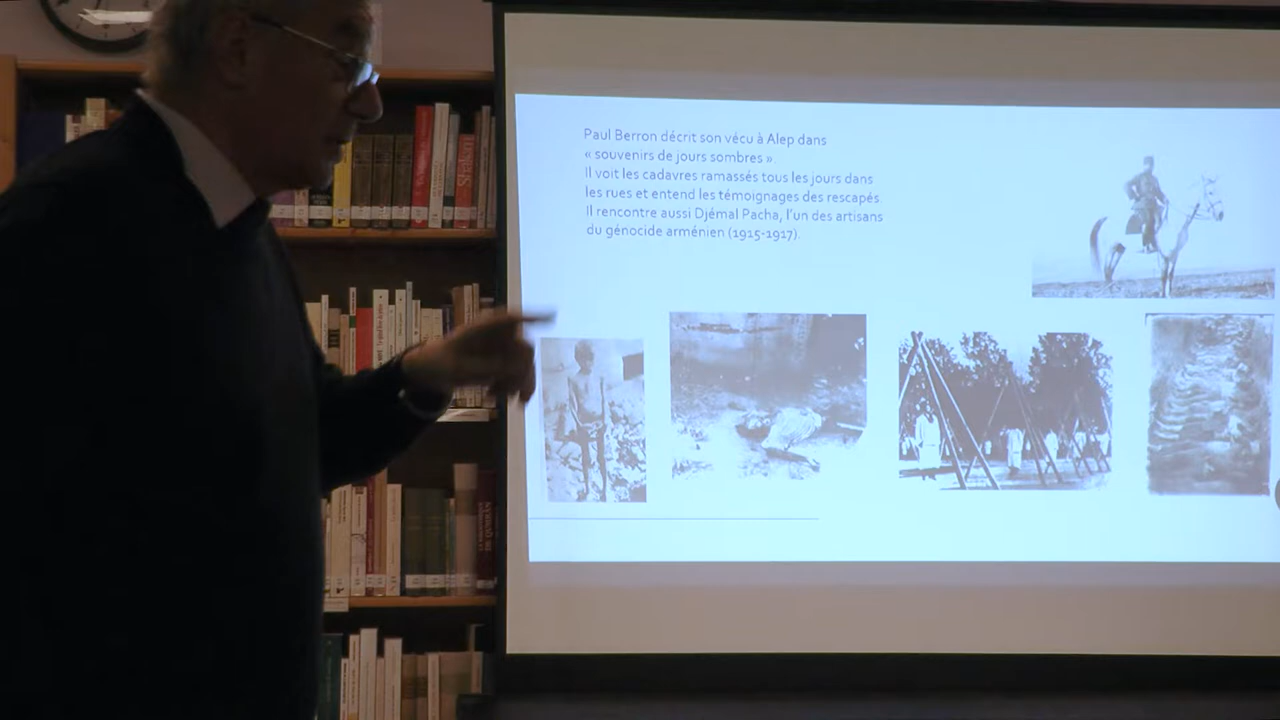 Paul Berron décrit son vécu à Alep dans
« souvenirs de jours sombres ».
Il voit les cadavres ramassés tous les jours dans
les rues et entend les témoignages des rescapés.
Il rencontre aussi Djémal Pacha, l'un des artisans
du génocide arménien (1915-1917).